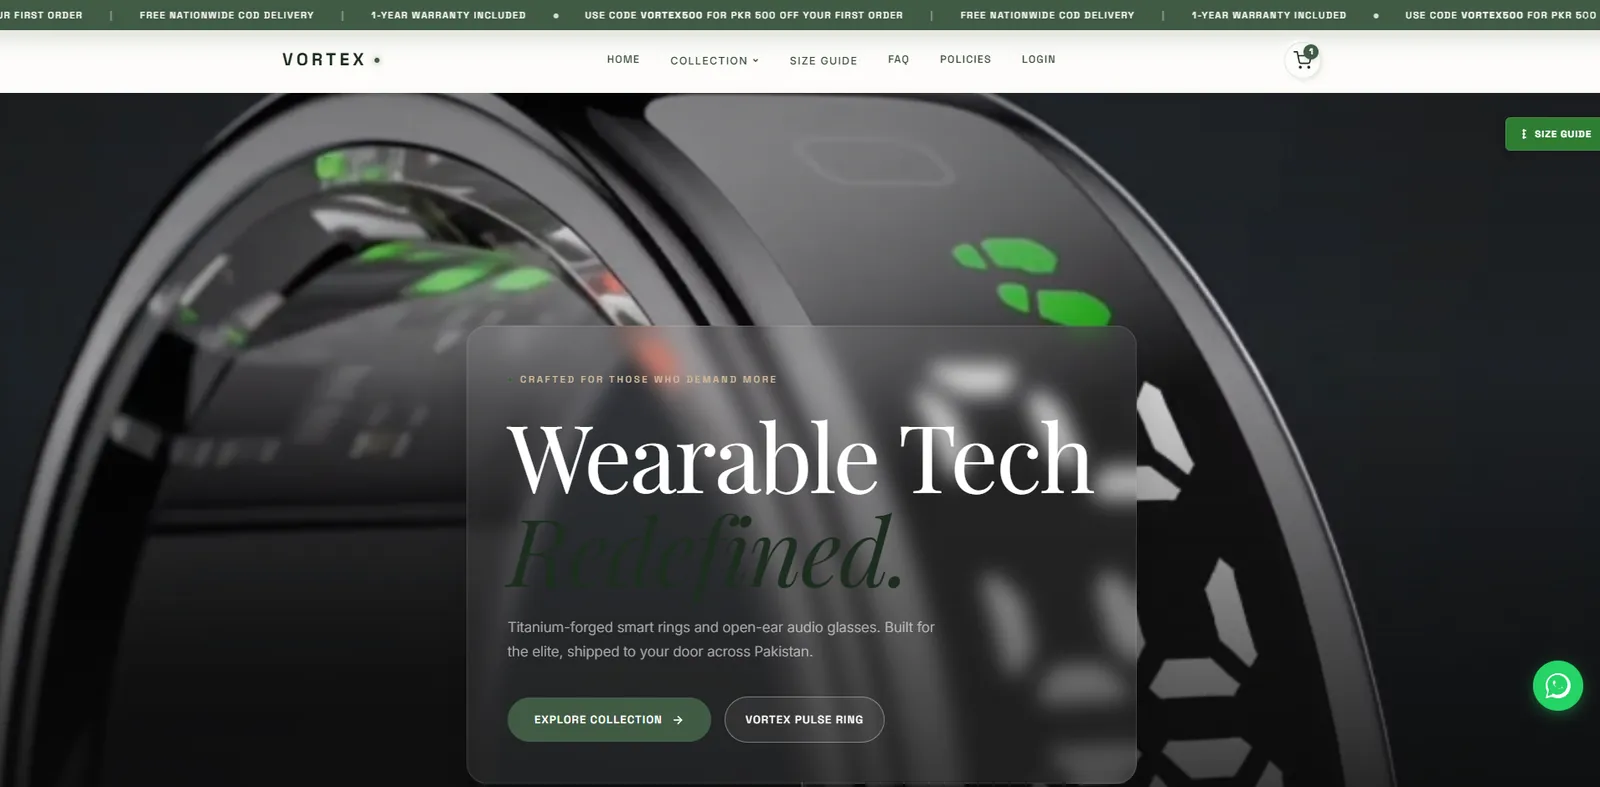 UR FIRST ORDER | FREE NATIONWIDE COD DELIVERY | 1-YEAR WARRANTY INCLUDED • USE CODE VORTEX500 FOR PKR 500 OFF YOUR FIRST ORDER | FREE NATIONWIDE COD DELIVERY | 1-YEAR WARRANTY INCLUDED • USE CODE VORTEX500 FOR PKR 500
VORTEX
HOME COLLECTION SIZE GUIDE FAQ POLICIES LOGIN
1
SIZE GUIDE
CRAFTED FOR THOSE WHO DEMAND MORE
Wearable Tech
Redefined.
Titanium-forged smart rings and open-ear audio glasses. Built for
the elite, shipped to your door across Pakistan.
EXPLORE COLLECTION →
VORTEX PULSE RING